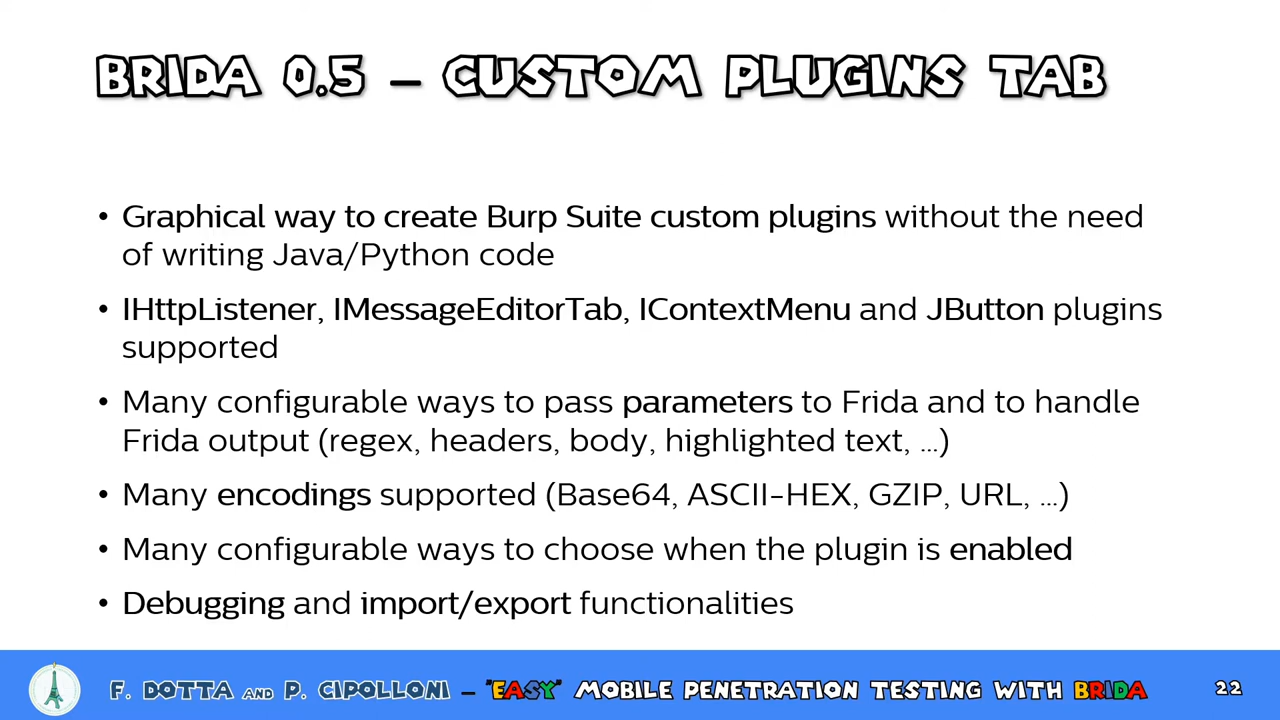 BRIDA 0.5 – CUSTOM PLUGINS TAB
• Graphical way to create Burp Suite custom plugins without the need
of writing Java/Python code
• IHttpListener, IMessageEditorTab, IContextMenu and JButton plugins
supported
• Many configurable ways to pass parameters to Frida and to handle
Frida output (regex, headers, body, highlighted text, ...)
• Many encodings supported (Base64, ASCII-HEX, GZIP, URL, ...)
• Many configurable ways to choose when the plugin is enabled
• Debugging and import/export functionalities
F. DOTTA AND P. CIPOLLONI – "EASY" MOBILE PENETRATION TESTING WITH BRIDA 22